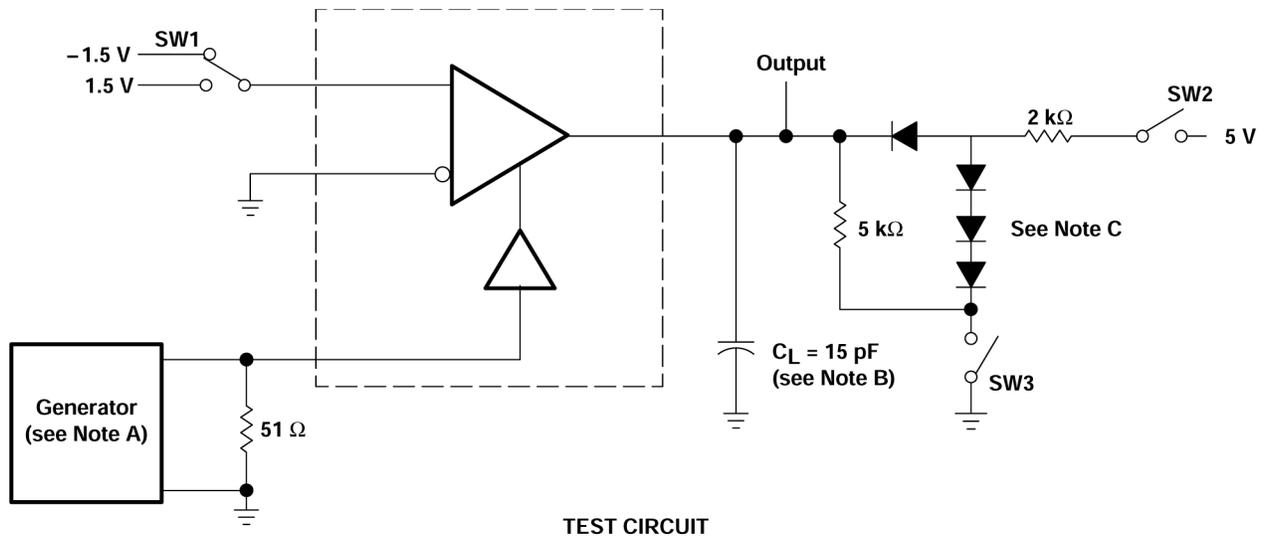 SW1
–1.5 V
1.5 V
Output
SW2
2 kΩ
5 V
5 kΩ
See Note C
CL = 15 pF
(see Note B)
SW3
Generator
(see Note A)
51 Ω
TEST CIRCUIT